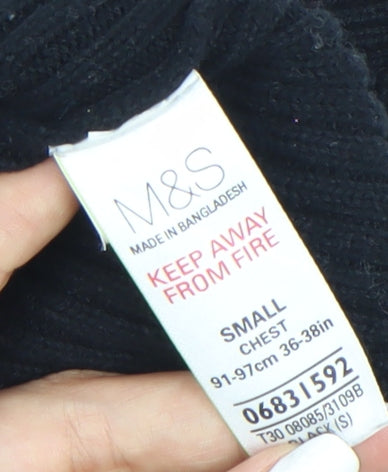 M&S
MADE IN BANGLADESH
KEEP AWAY
FROM FIRE
SMALL
CHEST
91-97cm 36-38in
06831592
T30 08085/3109B
BLACK (S)